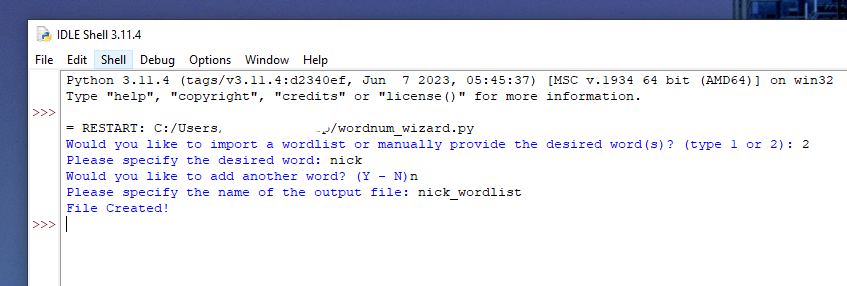 IDLE Shell 3.11.4
File Edit Shell Debug Options Window Help
Python 3.11.4 (tags/v3.11.4:d2340ef, Jun  7 2023, 05:45:37) [MSC v.1934 64 bit (AMD64)] on win32
Type "help", "copyright", "credits" or "license()" for more information.
>>>
= RESTART: C:/Users, /wordnum_wizard.py
Would you like to import a wordlist or manually provide the desired word(s)? (type 1 or 2): 2
Please specify the desired word: nick
Would you like to add another word? (Y - N)n
Please specify the name of the output file: nick_wordlist
File Created!
>>>